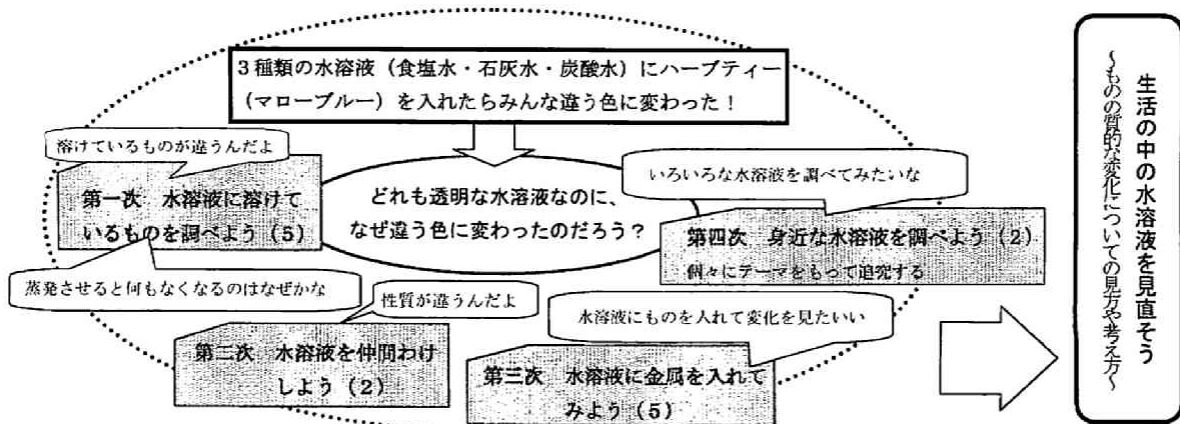 3種類の水溶液（食塩水・石灰水・炭酸水）にハーブティー
（マローブルー）を入れたらみんな違う色に変わった！
溶けているものが違うんだよ
第一次　水溶液に溶けて
いるものを調べよう（5）
どれも透明な水溶液なのに、
なぜ違う色に変わったのだろう？
いろいろな水溶液を調べてみたいな
第四次　身近な水溶液を調べよう（2）
個々にテーマをもって追究する
蒸発させると何もなくなるのはなぜかな
性質が違うんだよ
第二次　水溶液を仲間わけ
しよう（2）
水溶液にものを入れて変化を見たいい
第三次　水溶液に金属を入れて
みよう（5）
生活の中の水溶液を見直そう
～ものの質的な変化についての見方や考え方～